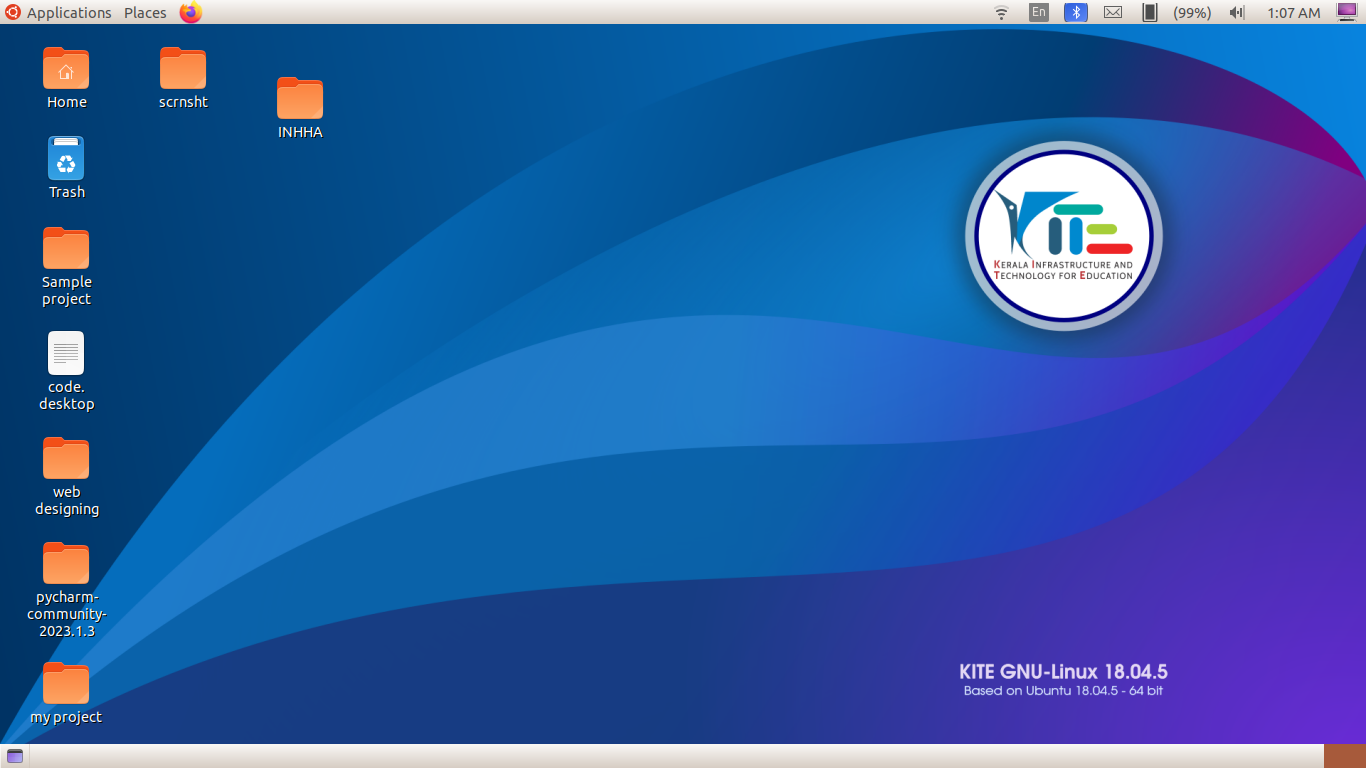 Applications Places
En
(99%)
1:07 AM
Home
scrnsht
INHHA
Trash
Sample
project
code.
desktop
web
designing
pycharm-
community-
2023.1.3
my project
KITE
KERALA INFRASTRUCTURE AND
TECHNOLOGY FOR EDUCATION
KITE GNU-Linux 18.04.5
Based on Ubuntu 18.04.5 - 64 bit